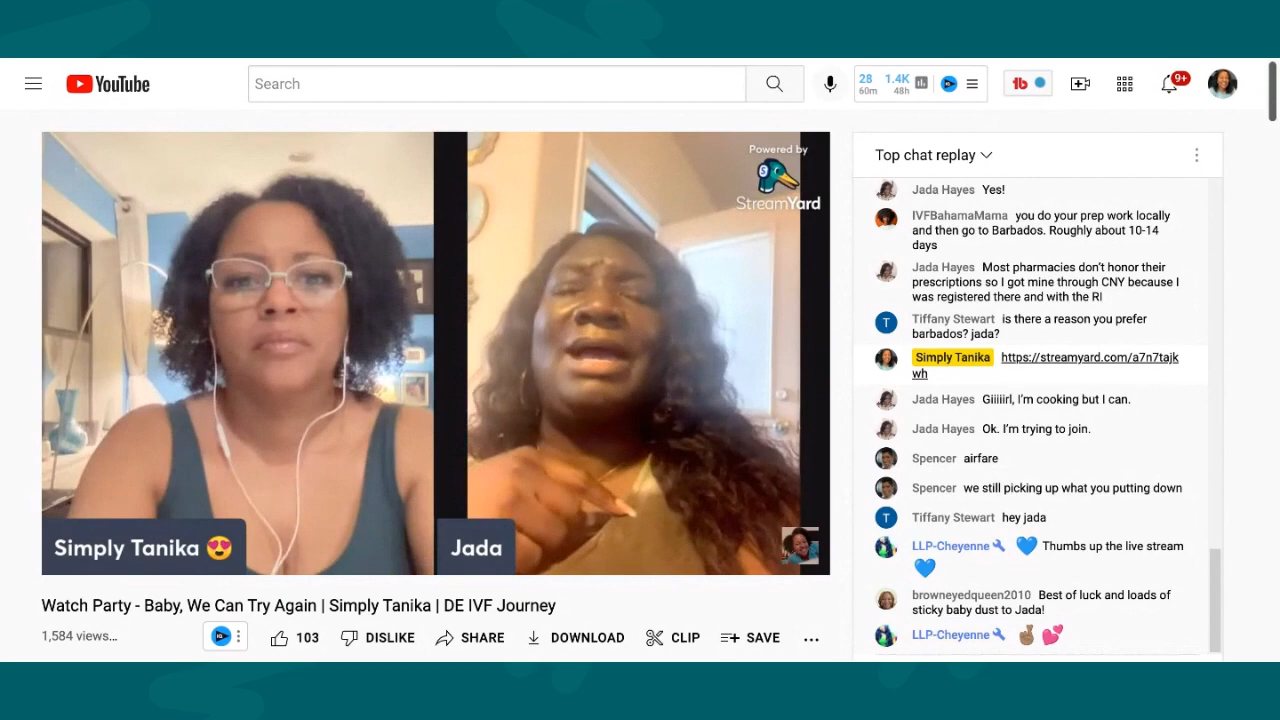 YouTube
Search
28
60m
1.4K
48h
9+
Powered by
StreamYard
Simply Tanika 😍
Jada
Watch Party - Baby, We Can Try Again | Simply Tanika | DE IVF Journey
1,584 views...
103
DISLIKE
SHARE
DOWNLOAD
CLIP
SAVE
Top chat replay
Jada Hayes Yes!
IVFBahamaMama you do your prep work locally
and then go to Barbados. Roughly about 10-14
days
Jada Hayes Most pharmacies don't honor their
prescriptions so I got mine through CNY because I
was registered there and with the RI
Tiffany Stewart is there a reason you prefer
barbados? jada?
Simply Tanika https://streamyard.com/a7n7tajk
wh
Jada Hayes Giiiiirl, I'm cooking but I can.
Jada Hayes Ok. I'm trying to join.
Spencer airfare
Spencer we still picking up what you putting down
Tiffany Stewart hey jada
LLP-Cheyenne 🔧 💙 Thumbs up the live stream
💙
browneyedqueen2010 Best of luck and loads of
sticky baby dust to Jada!
LLP-Cheyenne 🔧 🤞🏽 💕